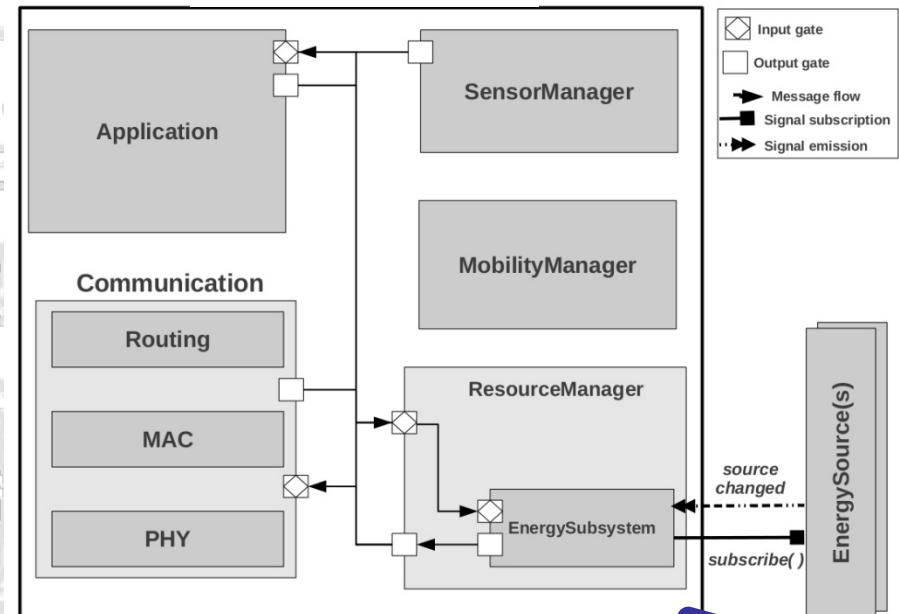 Application
SensorManager
MobilityManager
Communication
Routing
MAC
PHY
ResourceManager
EnergySubsystem
source
changed
subscribe( )
EnergySource(s)
Input gate
Output gate
Message flow
Signal subscription
Signal emission